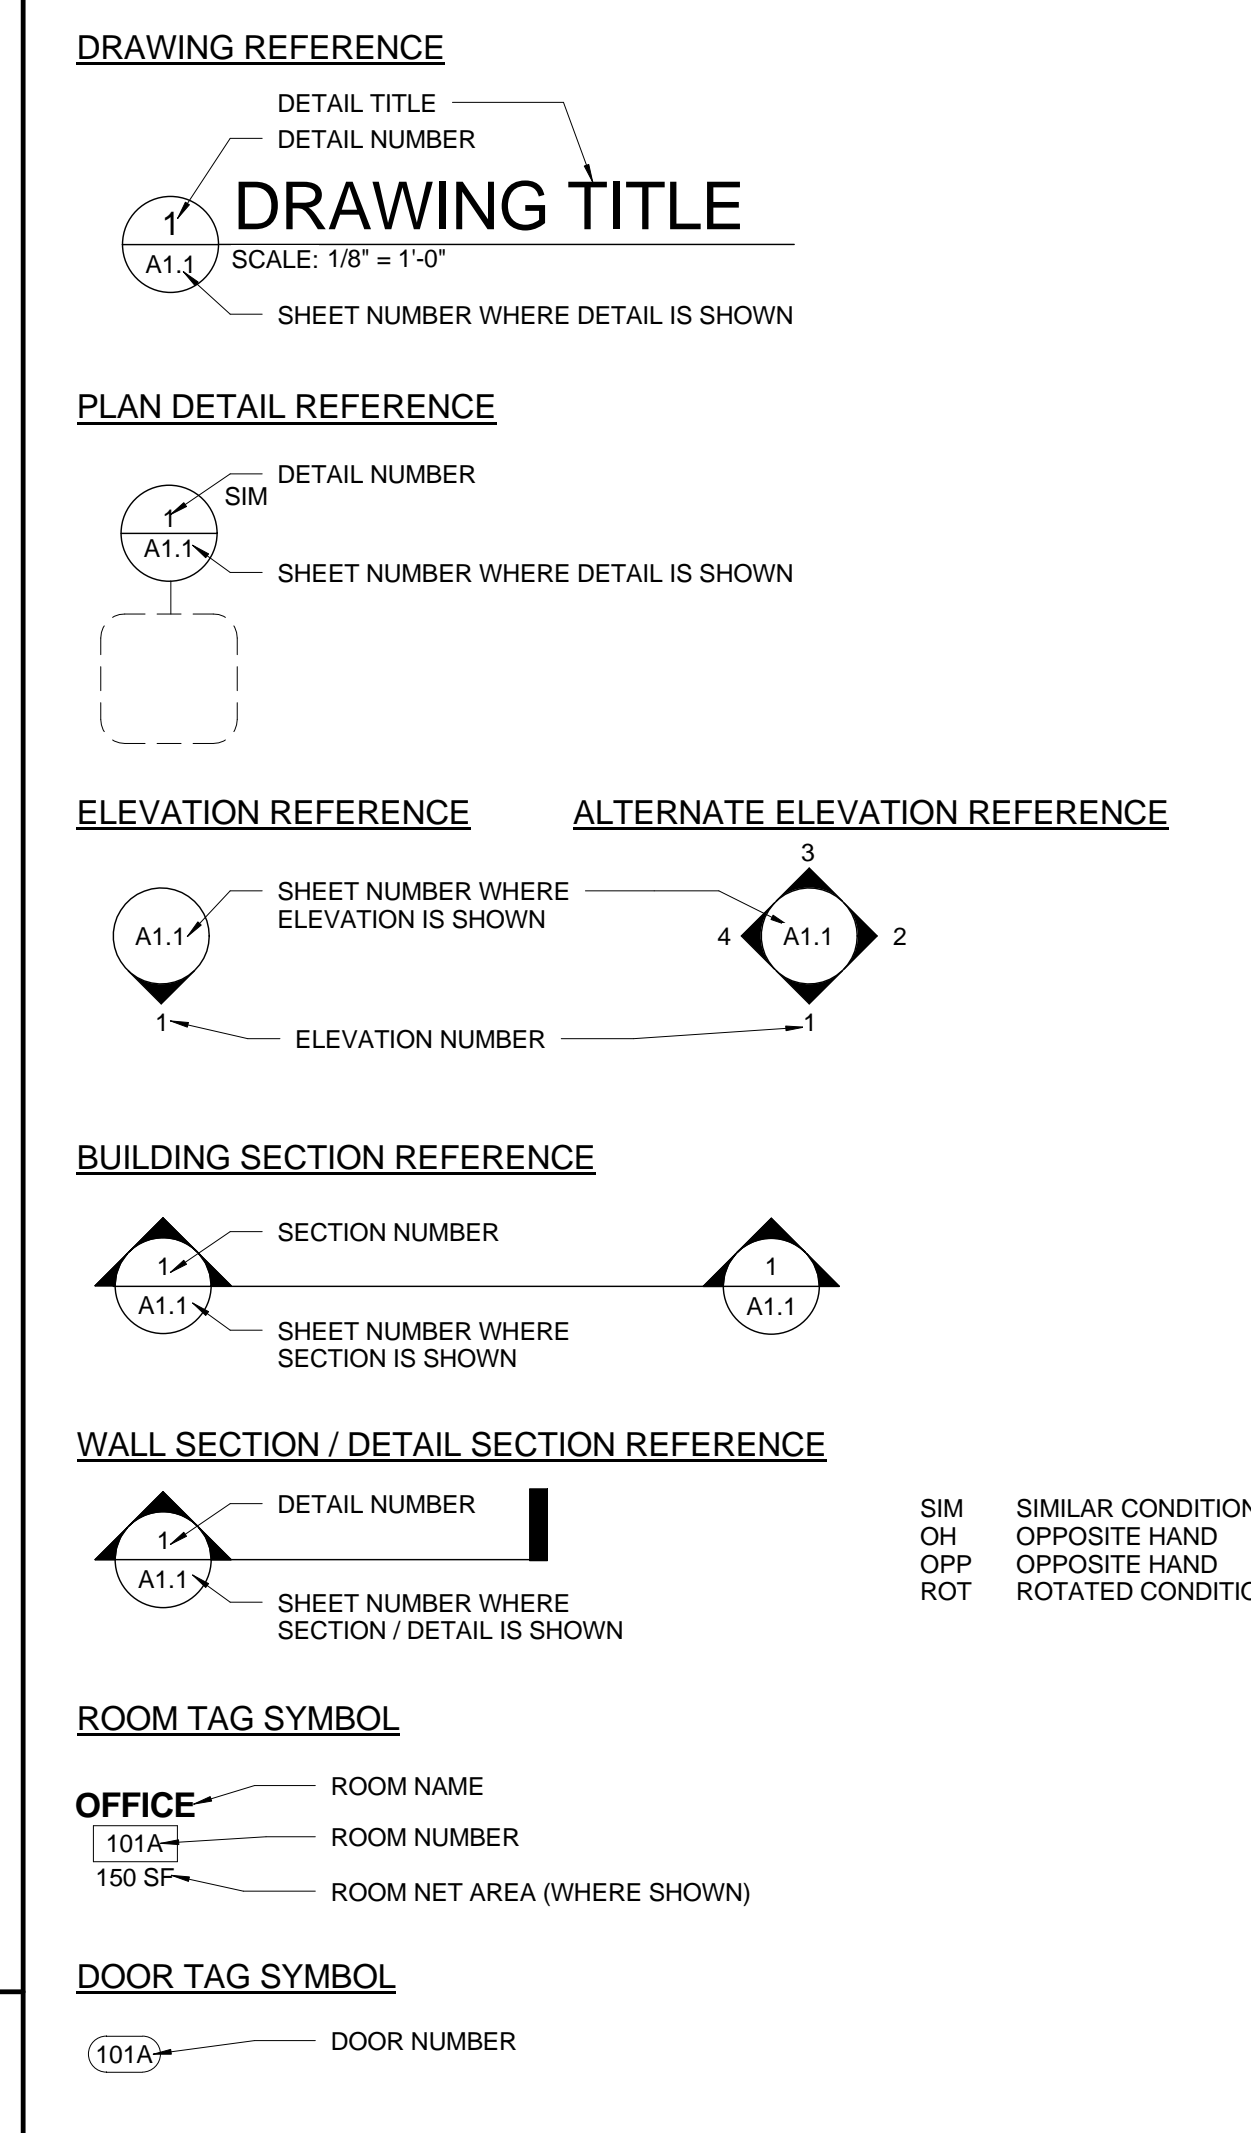 DRAWING REFERENCE
DETAIL TITLE
DETAIL NUMBER
1
DRAWING TITLE
A1.1
SCALE: 1/8" = 1'-0"
SHEET NUMBER WHERE DETAIL IS SHOWN
PLAN DETAIL REFERENCE
DETAIL NUMBER
SIM
1
A1.1
SHEET NUMBER WHERE DETAIL IS SHOWN
ELEVATION REFERENCE
A1.1
SHEET NUMBER WHERE
ELEVATION IS SHOWN
1
ELEVATION NUMBER
ALTERNATE ELEVATION REFERENCE
3
4
A1.1
2
1
BUILDING SECTION REFERENCE
SECTION NUMBER
1
A1.1
SHEET NUMBER WHERE
SECTION IS SHOWN
1
A1.1
WALL SECTION / DETAIL SECTION REFERENCE
DETAIL NUMBER
1
A1.1
SHEET NUMBER WHERE
SECTION / DETAIL IS SHOWN
SIM SIMILAR CONDITION
OH OPPOSITE HAND
OPP OPPOSITE HAND
ROT ROTATED CONDITIO
ROOM TAG SYMBOL
OFFICE
ROOM NAME
101A
ROOM NUMBER
150 SF
ROOM NET AREA (WHERE SHOWN)
DOOR TAG SYMBOL
101A
DOOR NUMBER